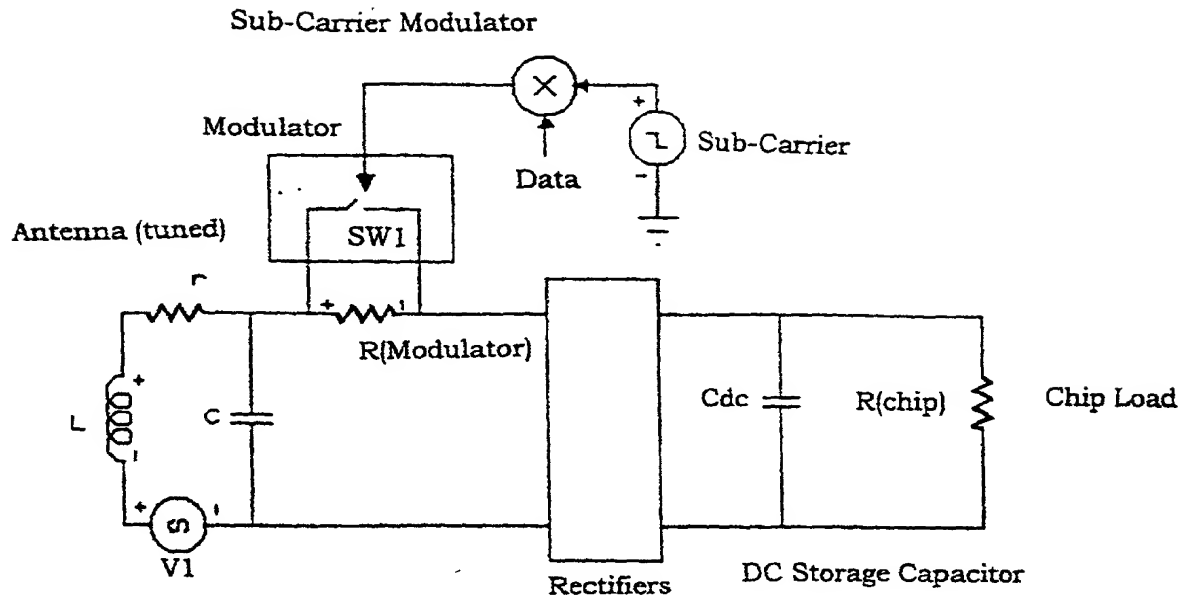 Sub-Carrier Modulator
Modulator
Sub-Carrier
Data
Antenna (tuned)
SW1
r
R(Modulator)
L
C
Cdc
R(chip)
Chip Load
V1
Rectifiers
DC Storage Capacitor